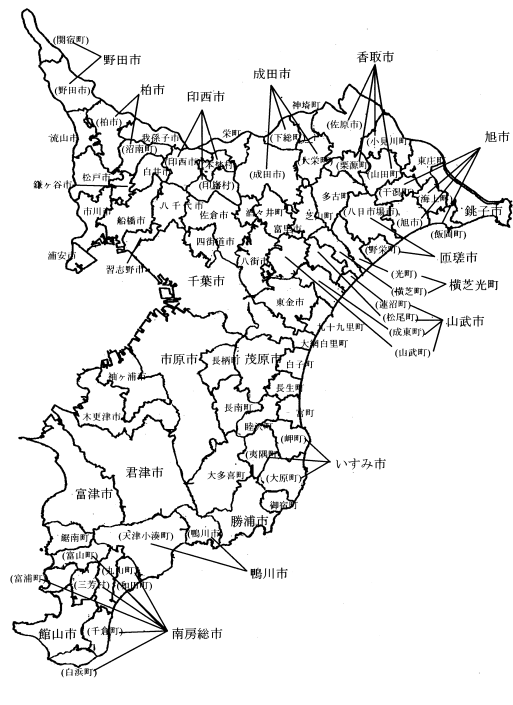 (関宿町)
野田市
(野田市)
柏市
(柏市)
印西市
成田市
香取市
神崎町
(佐原市)
流山市
我孫子市
(沼南町)
栄町
(下総町)
(小見川町)
旭市
松戸市
白井市
(印西市)
本埜村
大栄町
(栗源町)
東庄町
(山田町)
鎌ヶ谷市
(印旛村)
(成田市)
多古町
(干潟町)
海上町
市川市
八千代市
佐倉市
酒々井町
芝山町
(八日市場市)
(旭市)
銚子市
船橋市
富里市
(飯岡町)
浦安市
習志野市
四街道市
八街市
(野栄町)
匝瑳市
千葉市
(光町)
横芝光町
(横芝町)
東金市
(蓮沼町)
(松尾町)
山武市
九十九里町
(成東町)
大網白里町
(山武町)
市原市
長柄町
茂原市
白子町
袖ヶ浦市
長生町
木更津市
長南町
宮町
睦沢町
(岬町)
君津市
(夷隅町)
いすみ市
大多喜町
(大原町)
富津市
御宿町
勝浦市
鋸南町
(天津小湊町)
(鴨川市)
(富山町)
鴨川市
(富浦町)
(三芳村)
(丸山町)
(和田町)
館山市
(千倉町)
南房総市
(白浜町)